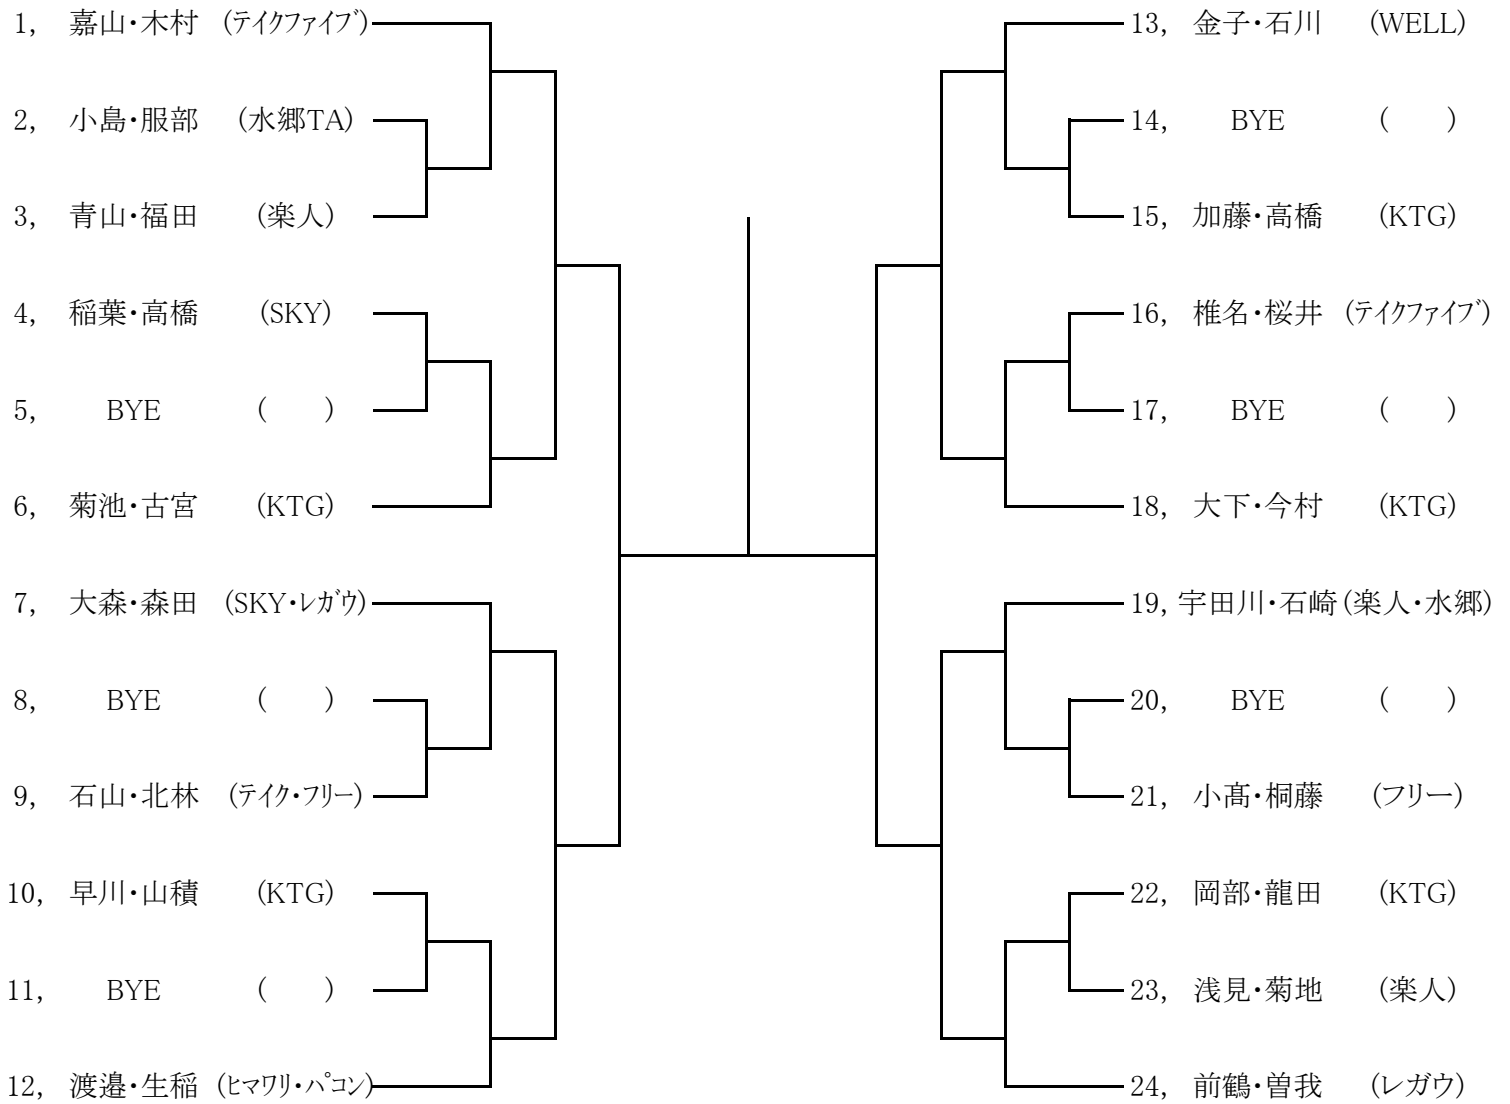 1, 嘉山・木村 (ﾃｲｸﾌｧｲﾌﾞ)
2, 小島・服部 (水郷TA)
3, 青山・福田 (楽人)
4, 稲葉・高橋 (SKY)
5, BYE ( )
6, 菊池・古宮 (KTG)
7, 大森・森田 (SKY・ﾚｶﾞｳ)
8, BYE ( )
9, 石山・北林 (ﾃｲｸ・ﾌﾘｰ)
10, 早川・山積 (KTG)
11, BYE ( )
12, 渡邉・生稲 (ﾋﾏﾜﾘ・ﾊﾟｺﾝ)
13, 金子・石川 (WELL)
14, BYE ( )
15, 加藤・高橋 (KTG)
16, 椎名・桜井 (ﾃｲｸﾌｧｲﾌﾞ)
17, BYE ( )
18, 大下・今村 (KTG)
19, 宇田川・石崎 (楽人・水郷)
20, BYE ( )
21, 小髙・桐藤 (フリー)
22, 岡部・龍田 (KTG)
23, 浅見・菊地 (楽人)
24, 前鶴・曽我 (レガウ)